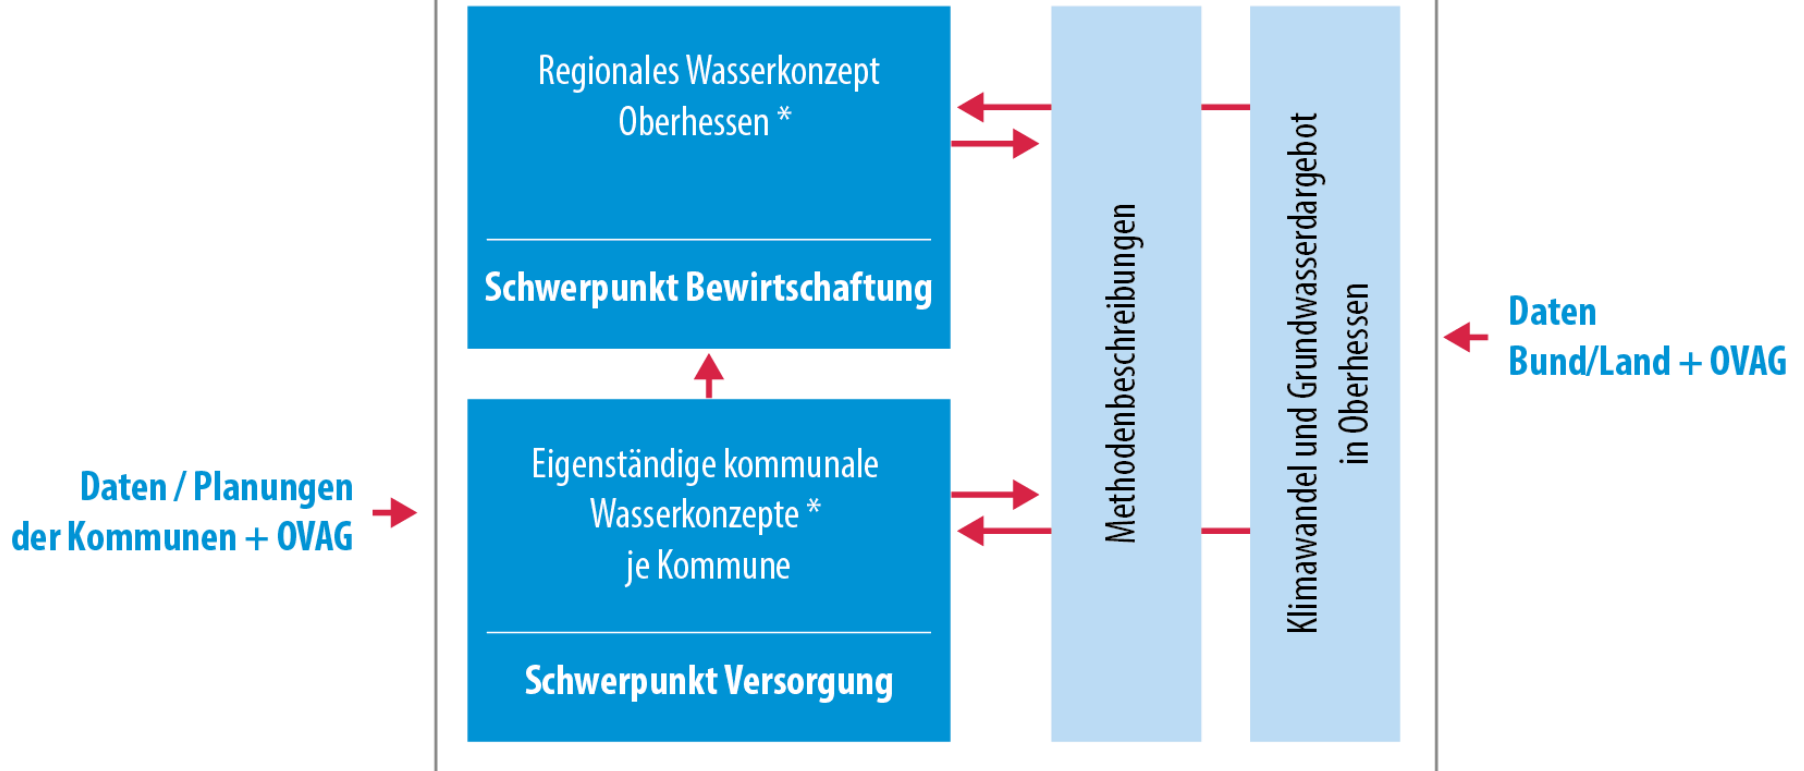 Regionales Wasserkonzept
Oberhessen *
Schwerpunkt Bewirtschaftung
Eigenständige kommunale
Wasserkonzepte *
je Kommune
Schwerpunkt Versorgung
Daten / Planungen
der Kommunen + OVAG
Methodenbeschreibungen
Klimawandel und Grundwasserdargebot
in Oberhessen
Daten
Bund/Land + OVAG